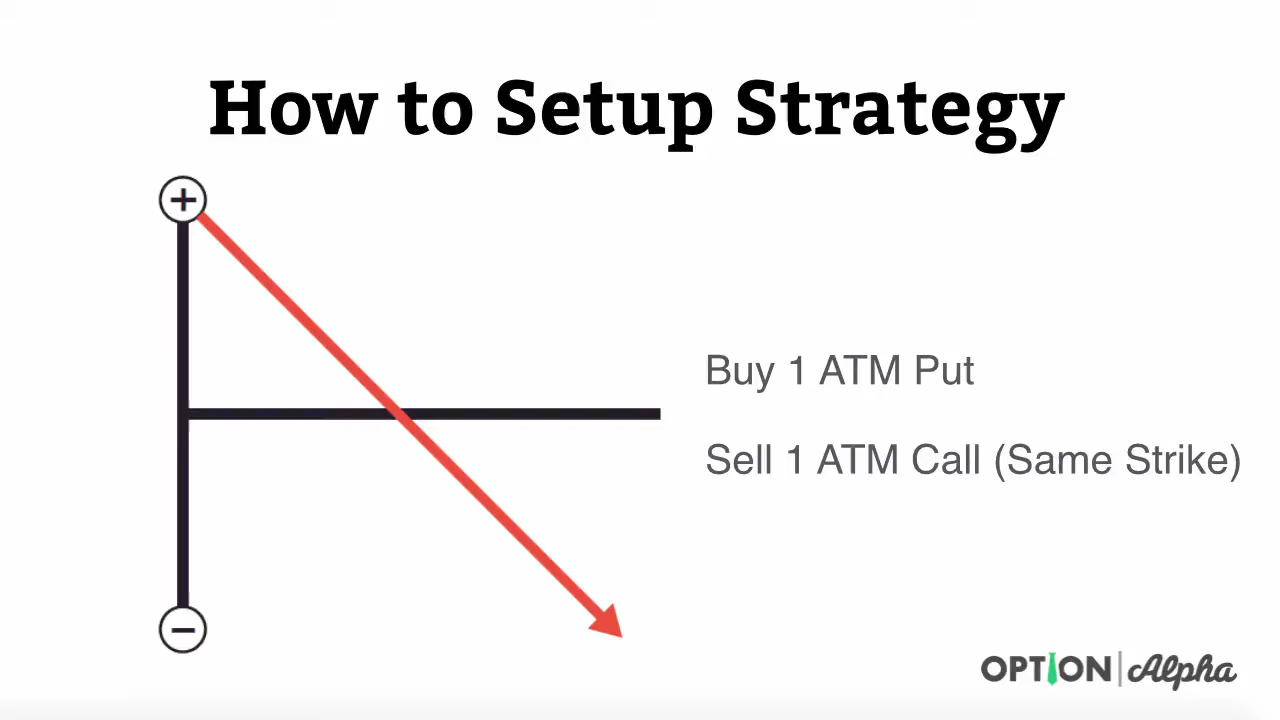 How to Setup Strategy
+
Buy 1 ATM Put
Sell 1 ATM Call (Same Strike)
−
OPTION | Alpha